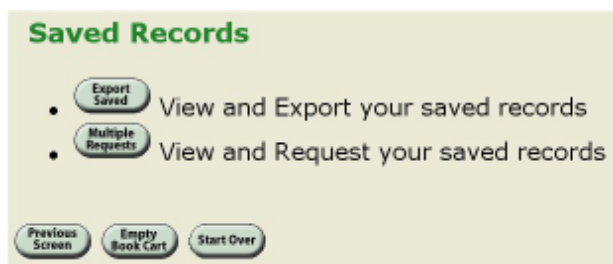 Saved Records
Export Saved View and Export your saved records
Multiple Requests View and Request your saved records
Previous Screen Empty Book Cart Start Over